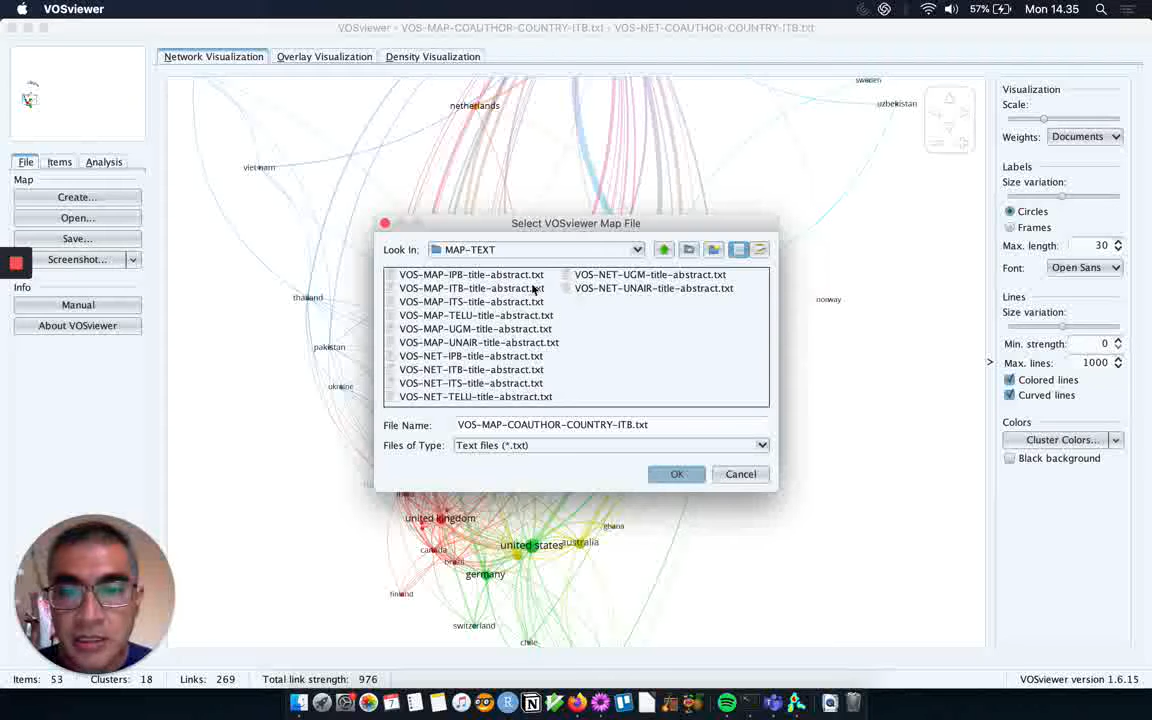 VOSviewer
57%
Mon 14.35
VOSviewer - VOS-MAP-COAUTHOR-COUNTRY-ITB.txt - VOS-NET-COAUTHOR-COUNTRY-ITB.txt
Network Visualization
Overlay Visualization
Density Visualization
sweden
uzbekistan
netherlands
viet nam
thailand
pakistan
ukraine
norway
File
Items
Analysis
Map
Create...
Open...
Save...
Screenshot...
Info
Manual
About VOSviewer
Select VOSviewer Map File
Look In:
MAP-TEXT
VOS-MAP-IPB-title-abstract.txt
VOS-MAP-ITB-title-abstract.txt
VOS-MAP-ITS-title-abstract.txt
VOS-MAP-TELU-title-abstract.txt
VOS-MAP-UGM-title-abstract.txt
VOS-MAP-UNAIR-title-abstract.txt
VOS-NET-IPB-title-abstract.txt
VOS-NET-ITB-title-abstract.txt
VOS-NET-ITS-title-abstract.txt
VOS-NET-TELU-title-abstract.txt
VOS-NET-UGM-title-abstract.txt
VOS-NET-UNAIR-title-abstract.txt
File Name:
VOS-MAP-COAUTHOR-COUNTRY-ITB.txt
Files of Type:
Text files (*.txt)
OK
Cancel
united kingdom
canada
brazil
finland
united states
australia
ghana
germany
switzerland
chile
Visualization
Scale:
Weights:
Documents
Labels
Size variation:
Circles
Frames
Max. length:
30
Font:
Open Sans
Lines
Size variation:
Min. strength:
0
Max. lines:
1000
Colored lines
Curved lines
Colors
Cluster Colors...
Black background
>
Items: 53
Clusters: 18
Links: 269
Total link strength: 976
VOSviewer version 1.6.15